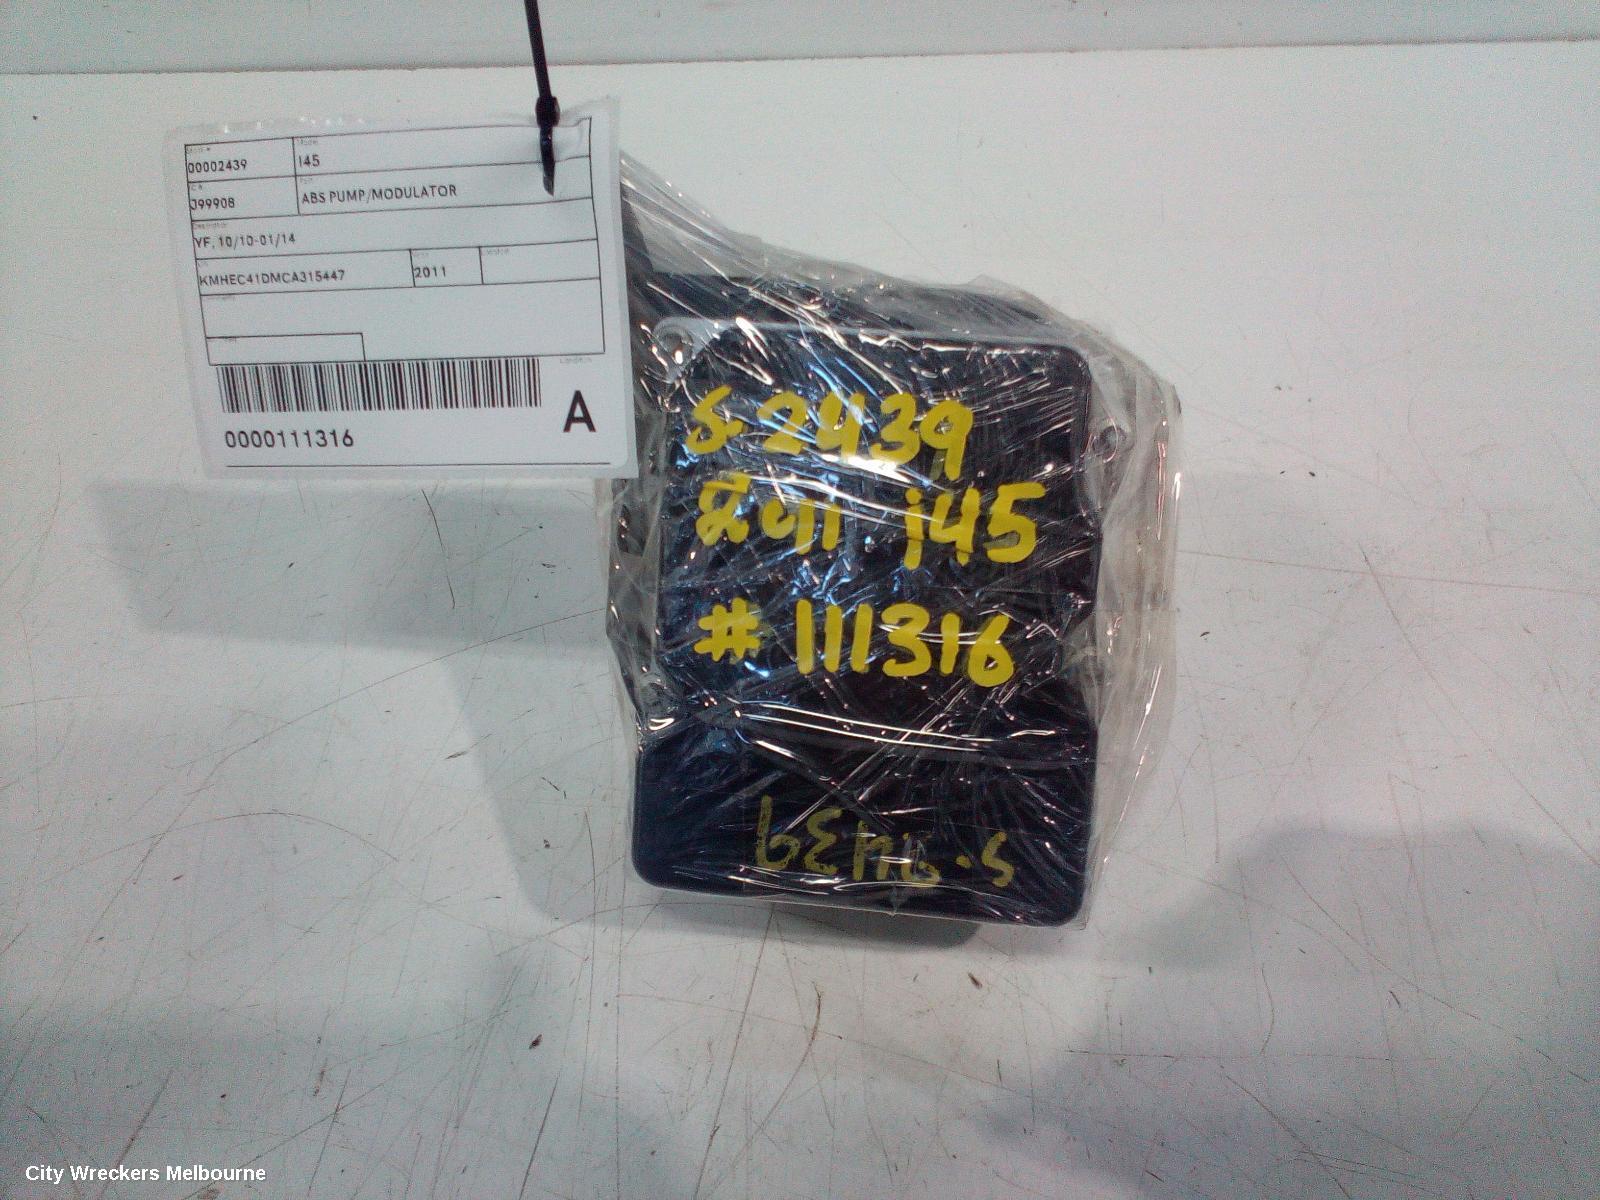 00002439
I45
J99908
ABS PUMP/MODULATOR
YF, 10/10-01/14
KMHEC41DMCA315447
2011
A
0000111316
S-2439
i45
# 111316
S-2439
City Wreckers Melbourne